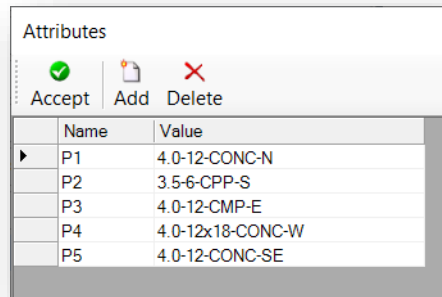 Attributes
Accept Add Delete
Name Value
P1 4.0-12-CONC-N
P2 3.5-6-CPP-S
P3 4.0-12-CMP-E
P4 4.0-12x18-CONC-W
P5 4.0-12-CONC-SE